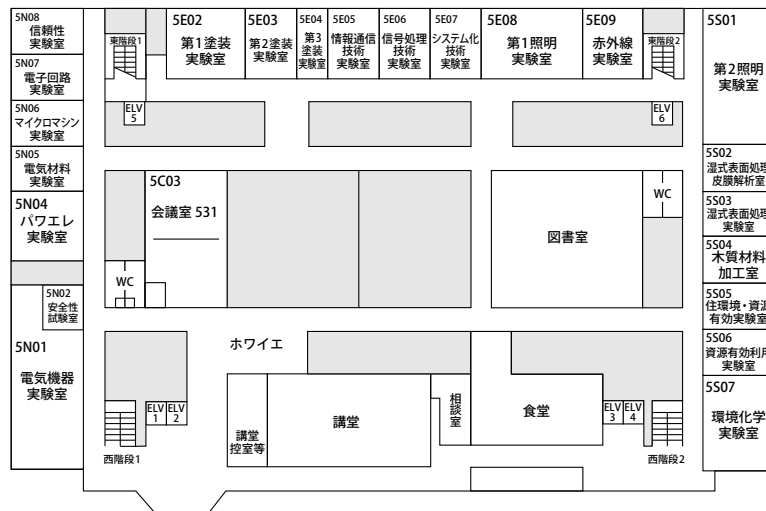 5N08
信頼性
実験室
5N07
電子回路
実験室
5N06
マイクロマシン
実験室
5N05
電気材料
実験室
5N04
パワエレ
実験室
5N02
安全性
試験室
5N01
電気機器
実験室
東階段1
5E02
第1塗装
実験室
5E03
第2塗装
実験室
5E04
第3
塗装
実験室
5E05
情報通信
技術
実験室
5E06
信号処理
技術
実験室
5E07
システム化
技術
実験室
5E08
第1照明
実験室
5E09
赤外線
実験室
東階段2
5S01
第2照明
実験室
5S02
湿式表面処理
皮膜解析室
5S03
湿式表面処理
実験室
5S04
木質材料
加工室
5S05
住環境・資源
有効実験室
5S06
資源有効利用
実験室
5S07
環境化学
実験室
ELV
5
ELV
6
5C03
会議室 531
WC
図書室
WC
ホワイエ
ELV
1
ELV
2
講堂
控室等
講堂
相
談
室
食堂
ELV
3
ELV
4
西階段1
西階段2